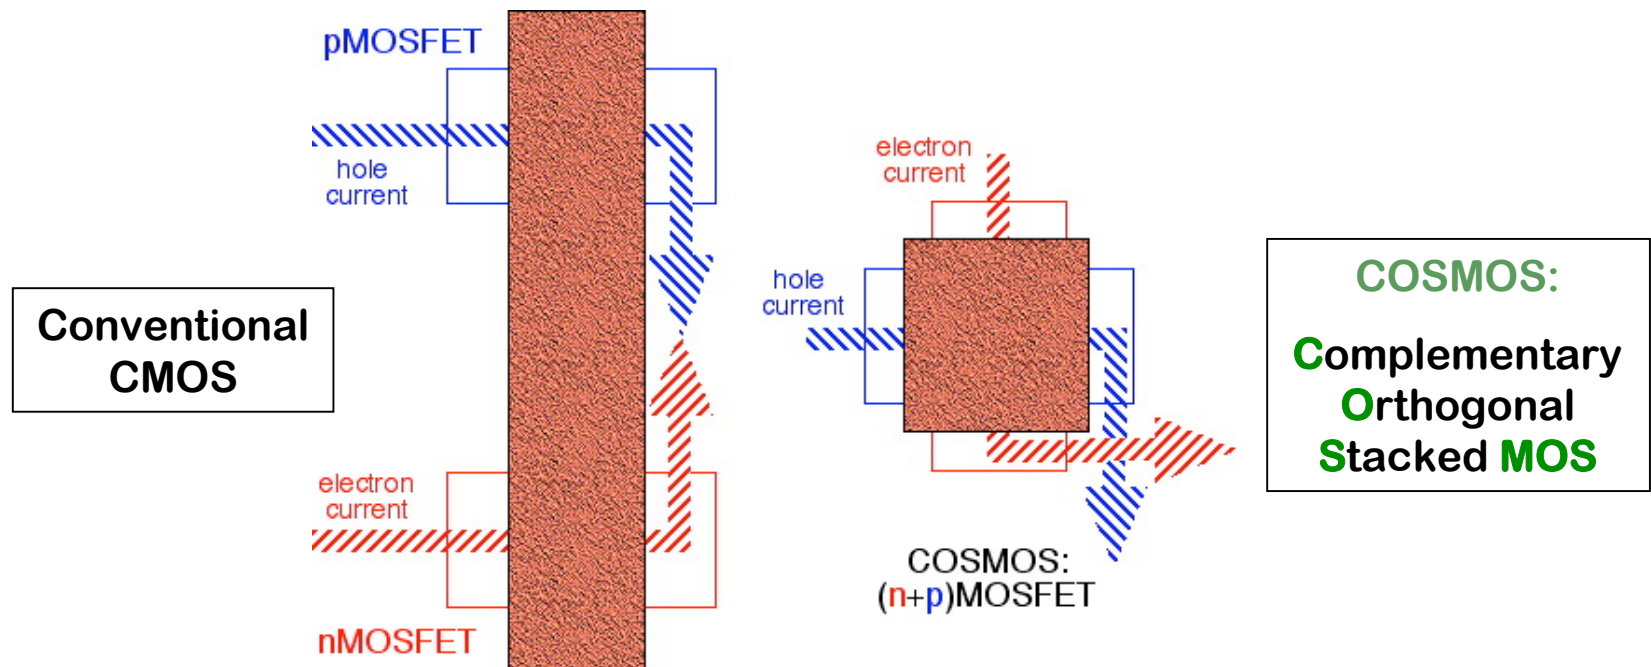 pMOSFET
hole
current
Conventional
CMOS
electron
current
nMOSFET
electron
current
hole
current
COSMOS:
(n+p)MOSFET
COSMOS:
Complementary
Orthogonal
Stacked MOS